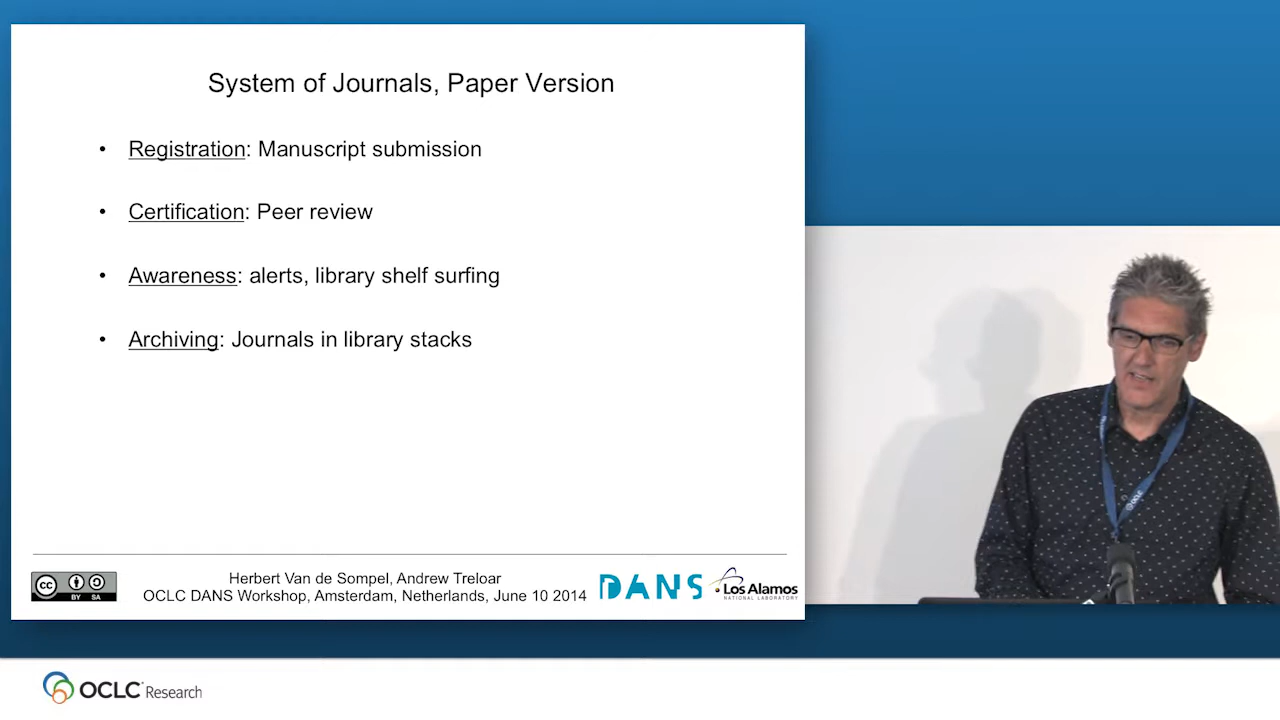 System of Journals, Paper Version
• Registration: Manuscript submission
• Certification: Peer review
• Awareness: alerts, library shelf surfing
• Archiving: Journals in library stacks
cc BY SA
Herbert Van de Sompel, Andrew Treloar
OCLC DANS Workshop, Amsterdam, Netherlands, June 10 2014
DANS
Los Alamos
NATIONAL LABORATORY
OCLC
OCLC Research